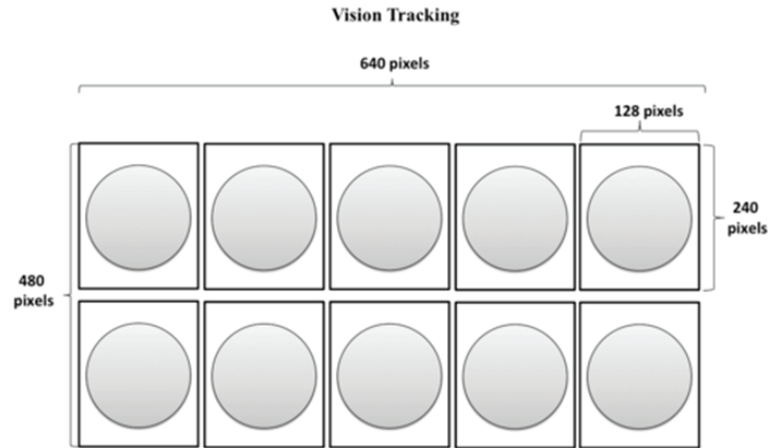 Vision Tracking
640 pixels
128 pixels
240
pixels
480
pixels